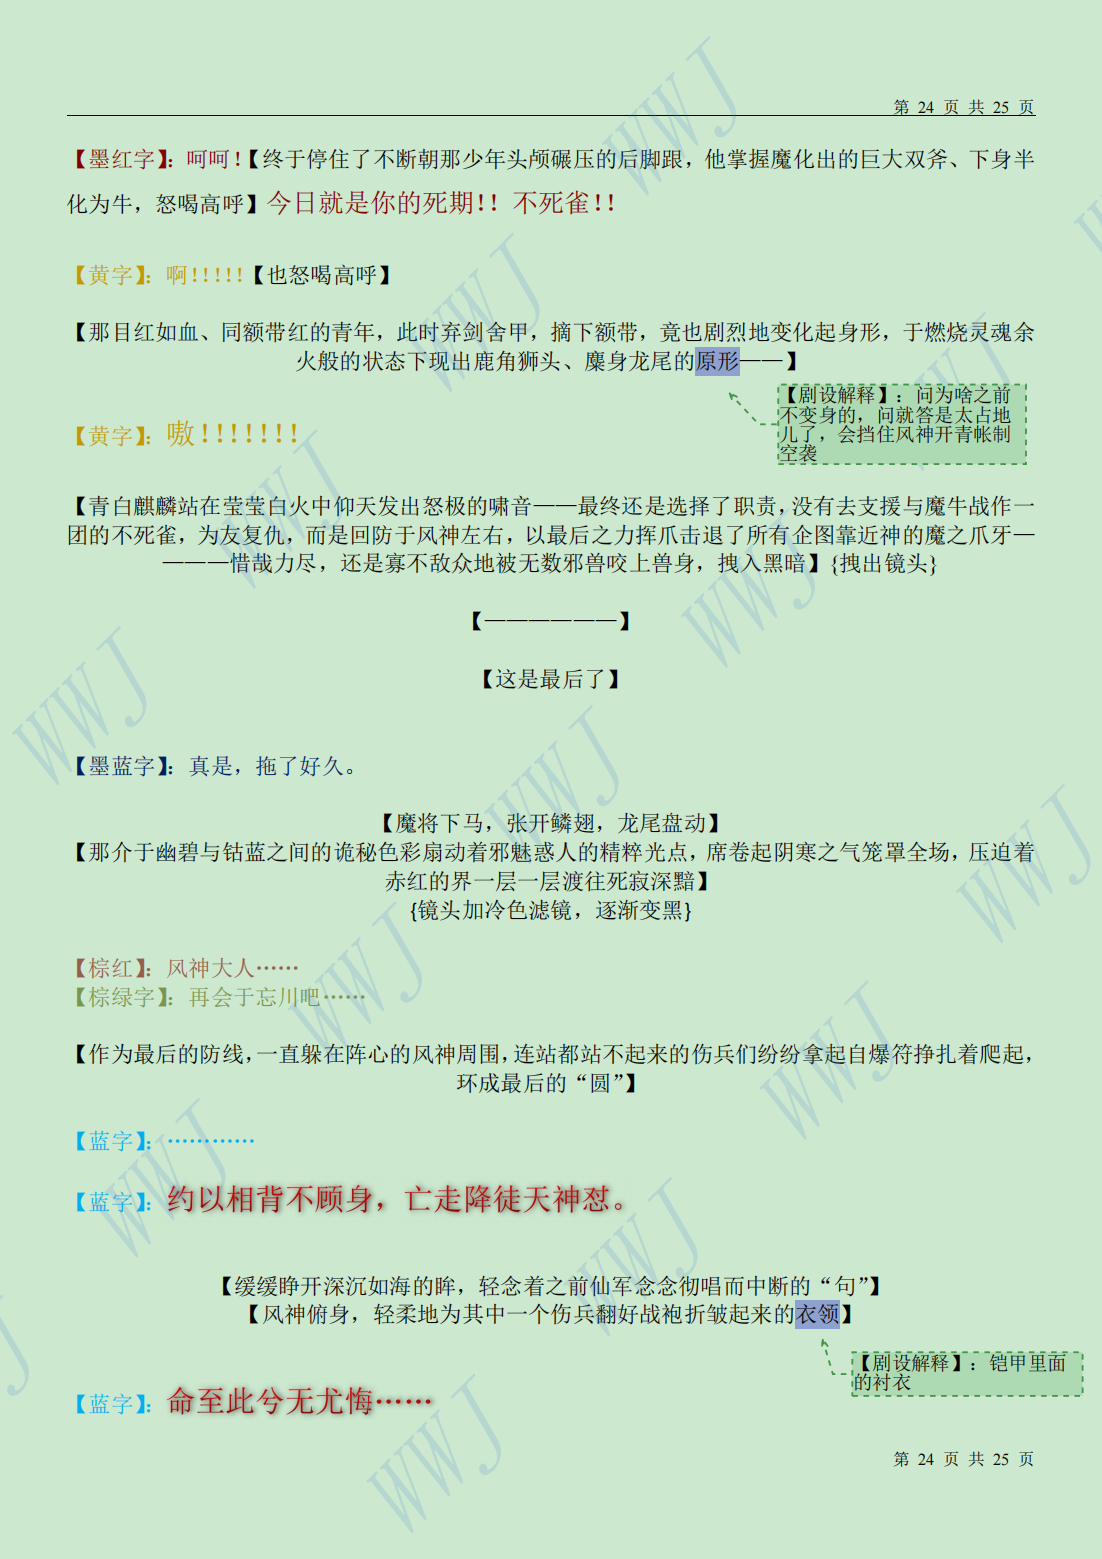 第 24 页 共 25 页
【墨红字】：呵呵！【终于停住了不断朝那少年头颅碾压的后脚跟，他掌握魔化出的巨大双斧、下身半
化为牛，怒喝高呼】今日就是你的死期！！不死雀！！
【黄字】：啊！！！！！【也怒喝高呼】
【那目红如血、同额带红的青年，此时弃剑舍甲，摘下额带，竟也剧烈地变化起身形，于燃烧灵魂余
火般的状态下现出鹿角狮头、麋身龙尾的原形——】
【剧设解释】：问为啥之前
不变身的，问就答是太占地
儿了，会挡住风神开青帐制
空袭
【黄字】：嗷！！！！！！！
【青白麒麟站在莹莹白火中仰天发出怒极的啸音——最终还是选择了职责，没有去支援与魔牛战作一
团的不死雀，为友复仇，而是回防于风神左右，以最后之力挥爪击退了所有企图靠近神的魔之爪牙—
———惜哉力尽，还是寡不敌众地被无数邪兽咬上兽身，拽入黑暗】{拽出镜头}
【——————】
【这是最后了】
【墨蓝字】：真是，拖了好久。
【魔将下马，张开鳞翅，龙尾盘动】
【那介于幽碧与钴蓝之间的诡秘色彩扇动着邪魅惑人的精粹光点，席卷起阴寒之气笼罩全场，压迫着
赤红的界一层一层渡往死寂深黯】
{镜头加冷色滤镜，逐渐变黑}
【棕红】：风神大人……
【棕绿字】：再会于忘川吧……
【作为最后的防线，一直躲在阵心的风神周围，连站都站不起来的伤兵们纷纷拿起自爆符挣扎着爬起，
环成最后的“圆”】
【蓝字】：…………
【蓝字】：约以相背不顾身，亡走降徒天神怼。
【缓缓睁开深沉如海的眸，轻念着之前仙军念念彻唱而中断的“句”】
【风神俯身，轻柔地为其中一个伤兵翻好战袍折皱起来的衣领】
【剧设解释】：铠甲里面
的衬衣
【蓝字】：命至此兮无尤悔……
第 24 页 共 25 页
WWJ